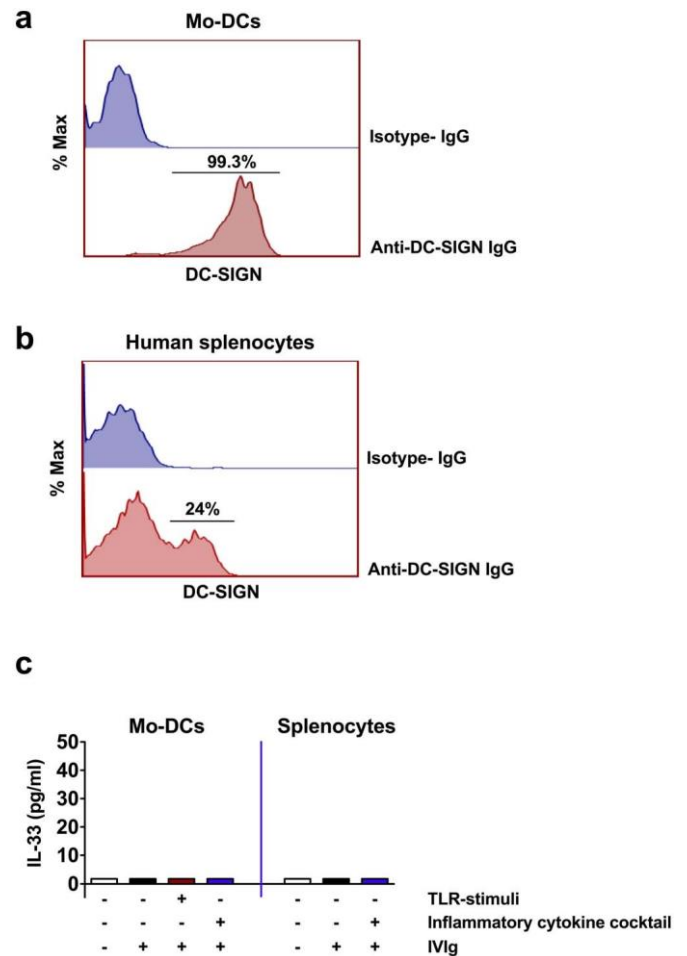 a
Mo-DCs
% Max
Isotype- IgG
99.3%
Anti-DC-SIGN IgG
DC-SIGN
b
Human splenocytes
% Max
Isotype- IgG
24%
Anti-DC-SIGN IgG
DC-SIGN
c
Mo-DCs Splenocytes
IL-33 (pg/ml)
50
40
30
20
10
0
- - + - - - - TLR-stimuli
- - - + - - + Inflammatory cytokine cocktail
- + + + - + + IVIg